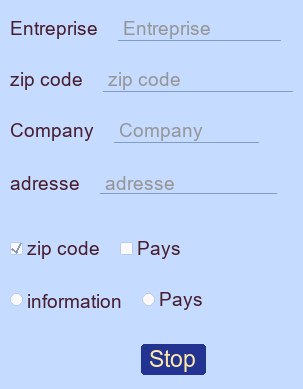 Entreprise Entreprise
zip code zip code
Company Company
adresse adresse
zip code Pays
information Pays
Stop